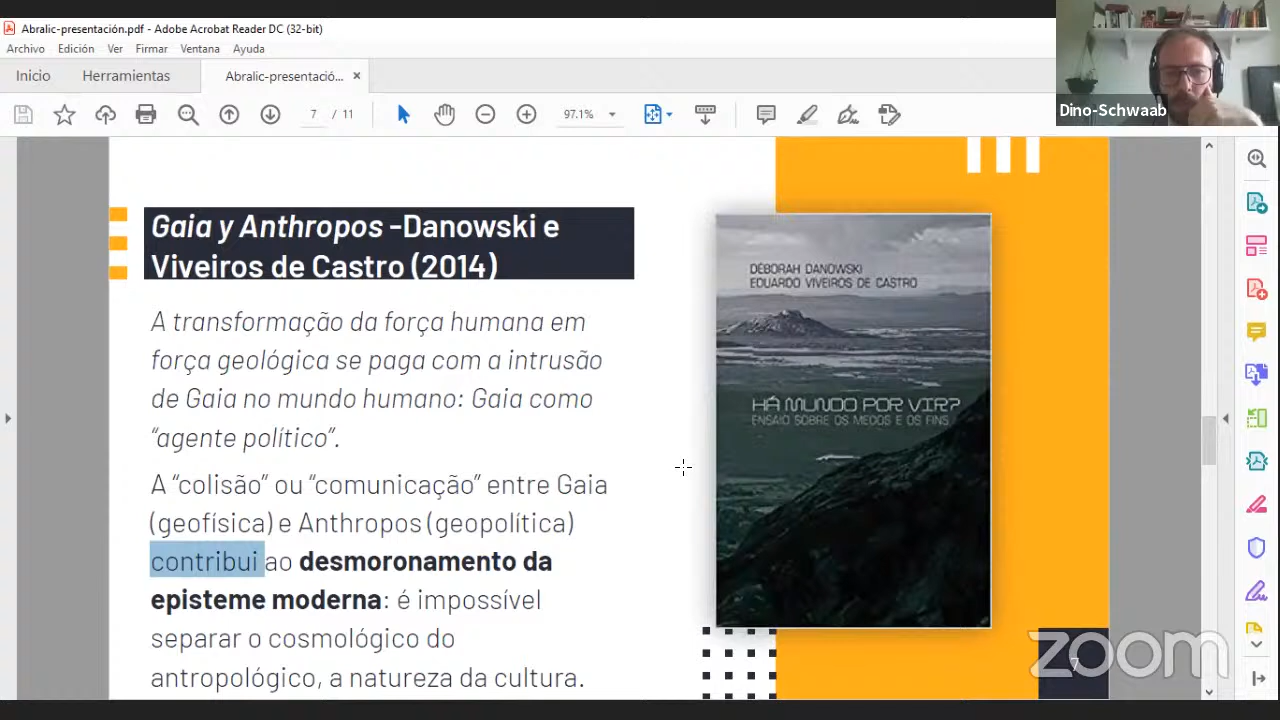 Abralic-presentación.pdf - Adobe Acrobat Reader DC (32-bit)
Archivo Edición Ver Firmar Ventana Ayuda
Inicio Herramientas Abralic-presentació... ×
7 / 11 97.1%
Dino-Schwaab
Gaia y Anthropos -Danowski e
Viveiros de Castro (2014)
A transformação da força humana em
força geológica se paga com a intrusão
de Gaia no mundo humano: Gaia como
“agente político”.
A “colisão” ou “comunicação” entre Gaia
(geofísica) e Anthropos (geopolítica)
contribui ao desmoronamento da
episteme moderna: é impossível
separar o cosmológico do
antropológico, a natureza da cultura.
DÉBORAH DANOWSKI
EDUARDO VIVEIROS DE CASTRO
HÁ MUNDO POR VIR?
ENSAIO SOBRE OS MEDOS E OS FINS
7
zoom